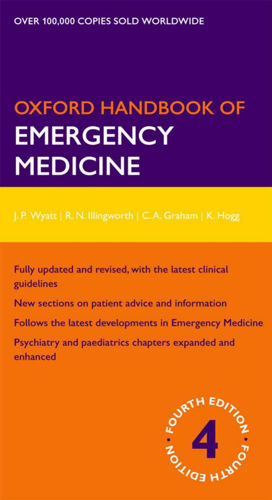 OVER 100,000 COPIES SOLD WORLDWIDE
OXFORD HANDBOOK OF
EMERGENCY
MEDICINE
J. P. Wyatt | R. N. Illingworth | C. A. Graham | K. Hogg
Fully updated and revised, with the latest clinical
guidelines
New sections on patient advice and information
Follows the latest developments in Emergency Medicine
Psychiatry and paediatrics chapters expanded and
enhanced
• FOURTH EDITION •
4
FOURTH EDITION